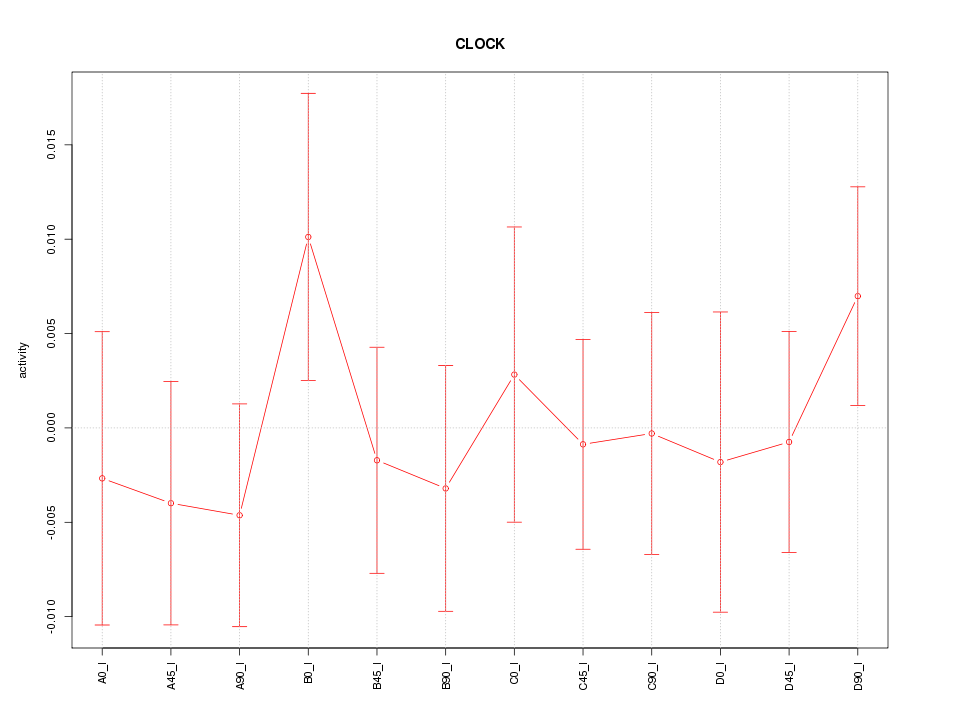 CLOCK
activity
0.015
0.010
0.005
0.000
-0.005
-0.010
A0_I
A45_I
A90_I
B0_I
B45_I
B90_I
C0_I
C45_I
C90_I
D0_I
D45_I
D90_I